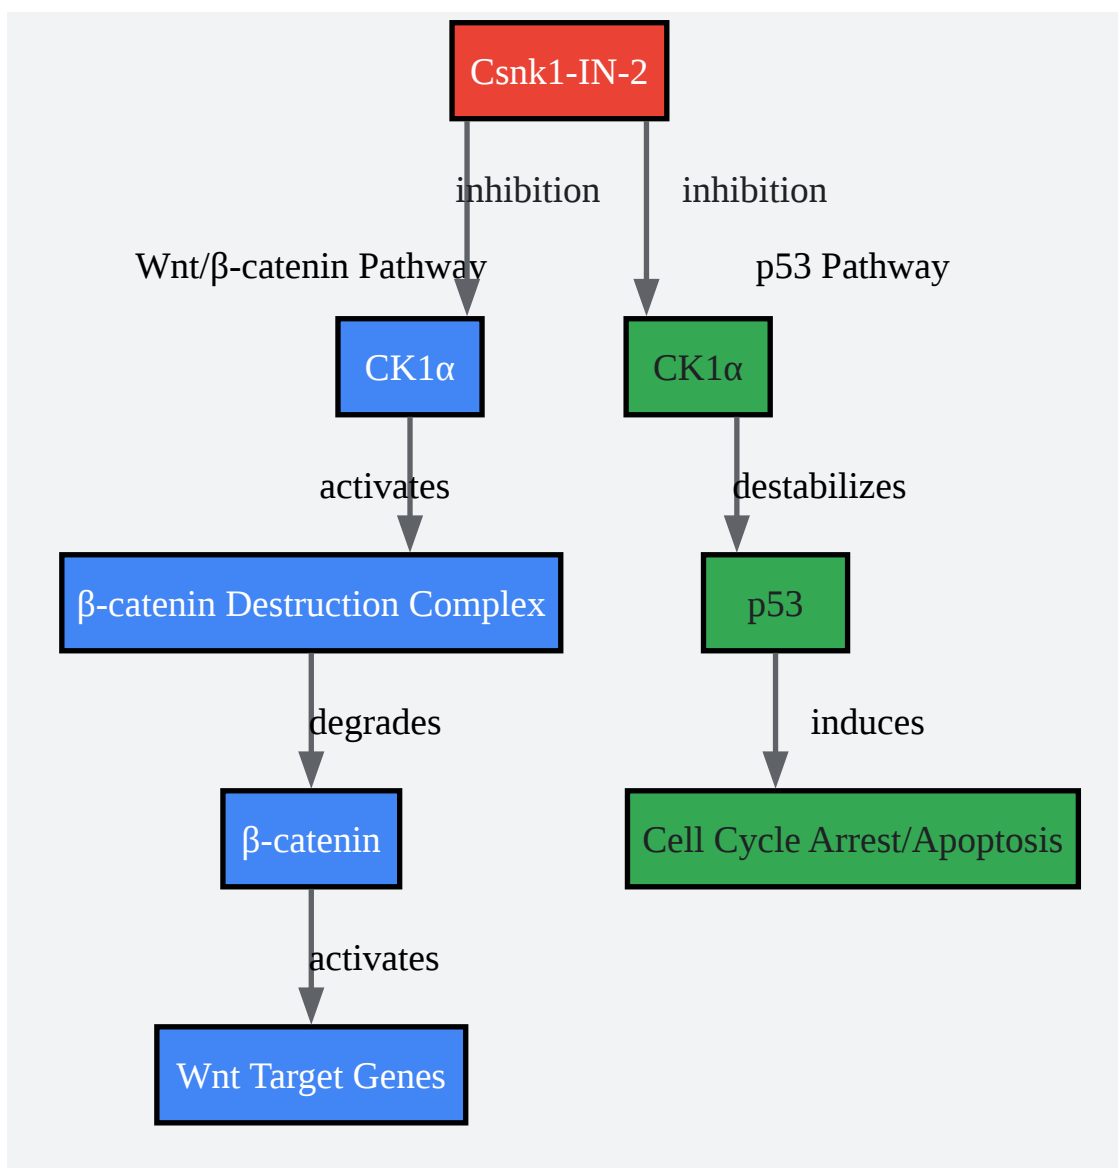 Csnk1-IN-2
inhibition
inhibition
Wnt/β-catenin Pathway
p53 Pathway
CK1α
CK1α
activates
destabilizes
β-catenin Destruction Complex
p53
degrades
induces
β-catenin
Cell Cycle Arrest/Apoptosis
activates
Wnt Target Genes